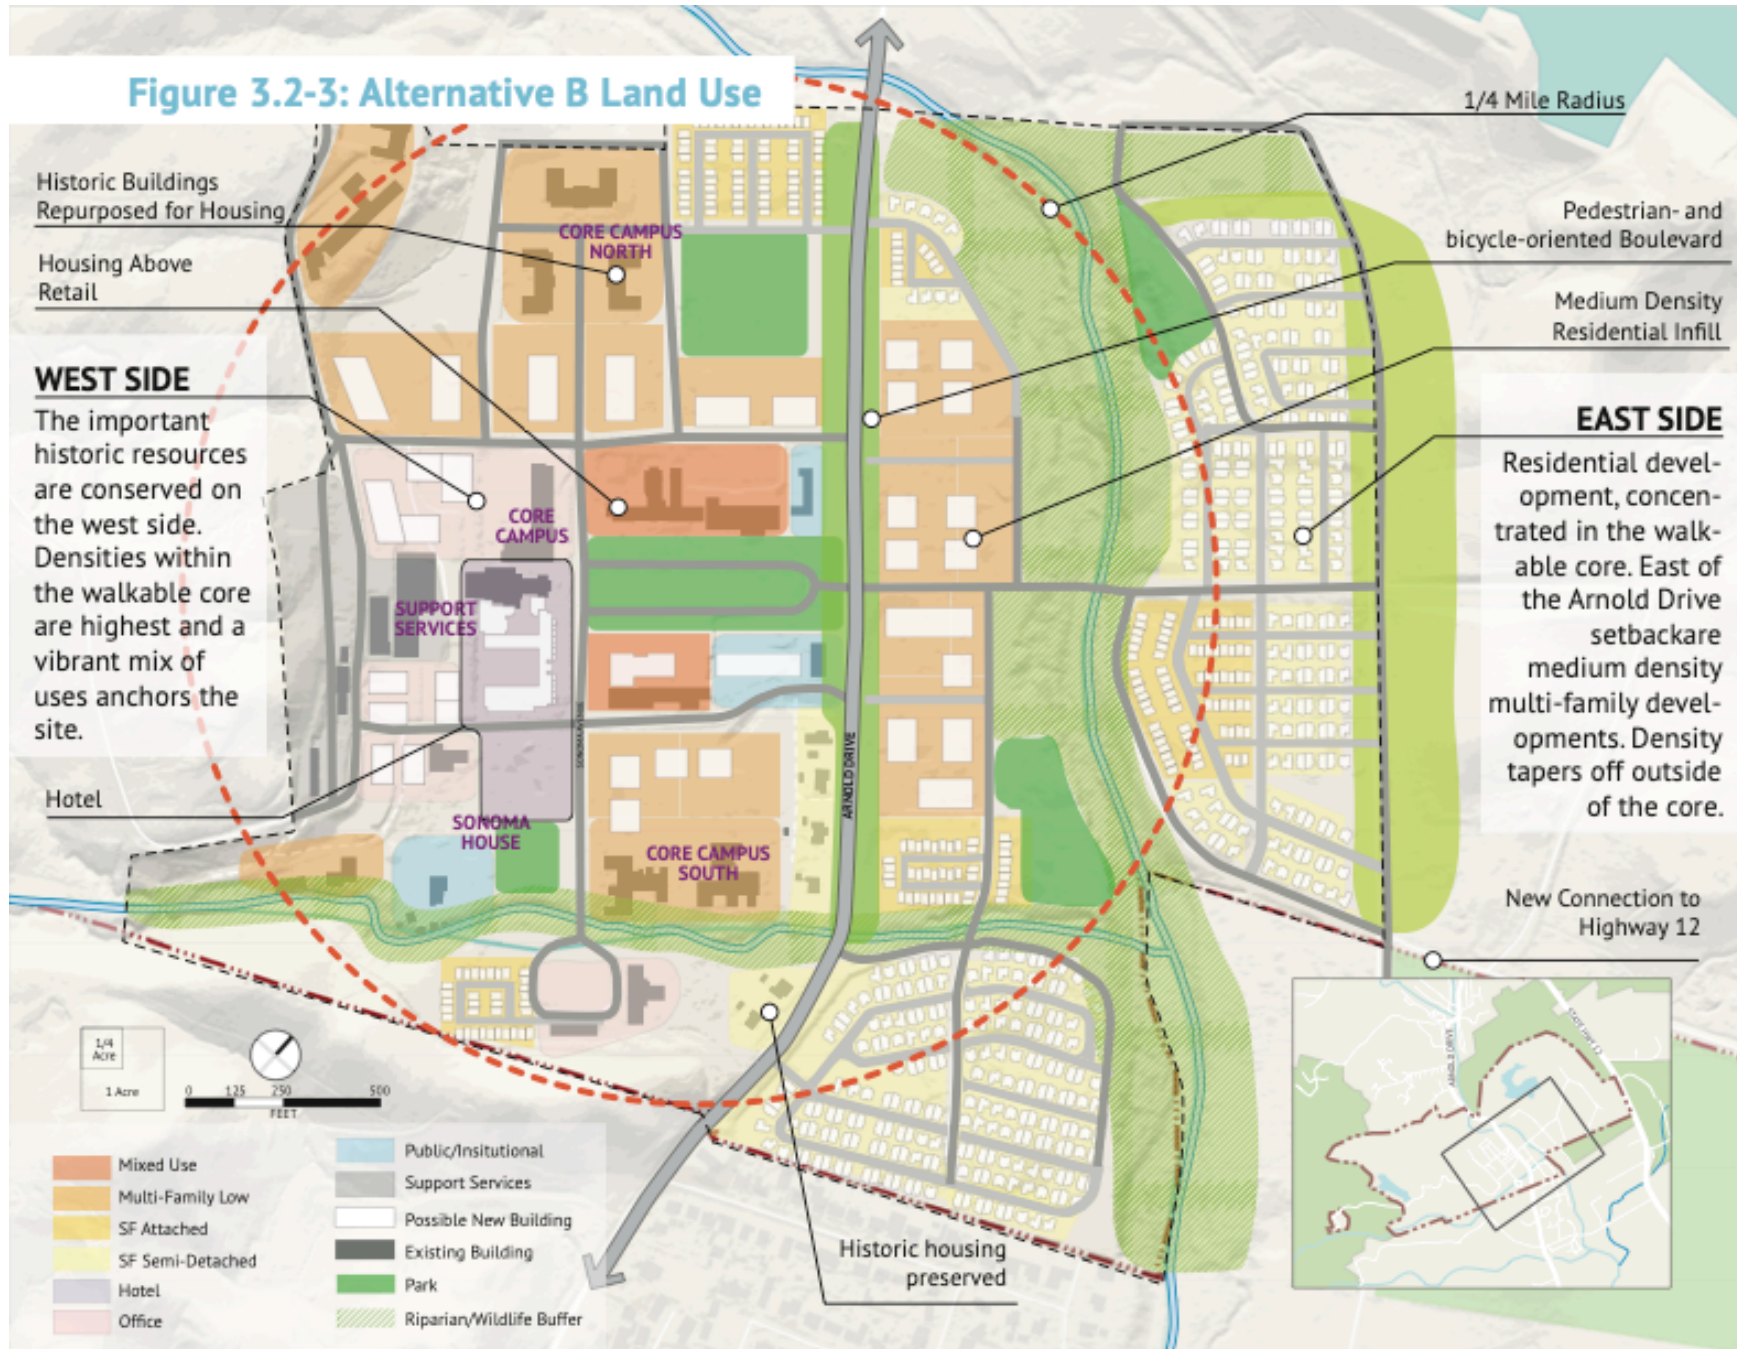 Figure 3.2-3: Alternative B Land Use
1/4 Mile Radius
Historic Buildings
Repurposed for Housing
Housing Above
Retail
Pedestrian- and
bicycle-oriented Boulevard
Medium Density
Residential Infill
WEST SIDE
The important
historic resources
are conserved on
the west side.
Densities within
the walkable core
are highest and a
vibrant mix of
uses anchors the
site.
Hotel
EAST SIDE
Residential devel-
opment, concen-
trated in the walk-
able core. East of
the Arnold Drive
setbackare
medium density
multi-family devel-
opments. Density
tapers off outside
of the core.
New Connection to
Highway 12
CORE CAMPUS
NORTH
CORE
CAMPUS
SUPPORT
SERVICES
SONOMA
HOUSE
CORE CAMPUS
SOUTH
SONOMA AVENUE
ARNOLD DRIVE
Historic housing
preserved
1/4
Acre
1 Acre
0 125 250 500
FEET
Mixed Use
Multi-Family Low
SF Attached
SF Semi-Detached
Hotel
Office
Public/Insitutional
Support Services
Possible New Building
Existing Building
Park
Riparian/Wildlife Buffer
ARNOLD DRIVE
STATE HWY 12